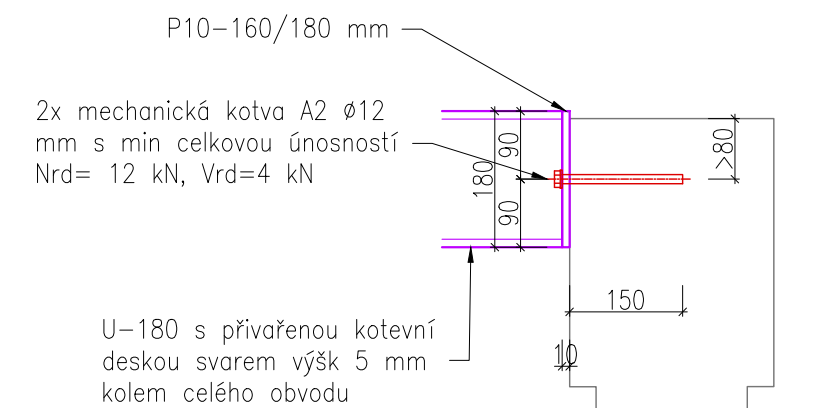 P10-160/180 mm
2x mechanická kotva A2 ø12
mm s min celkovou únosností
Nrd= 12 kN, Vrd=4 kN
180
90
90
>80
150
10
U-180 s přivařenou kotevní
deskou svarem výšk 5 mm
kolem celého obvodu